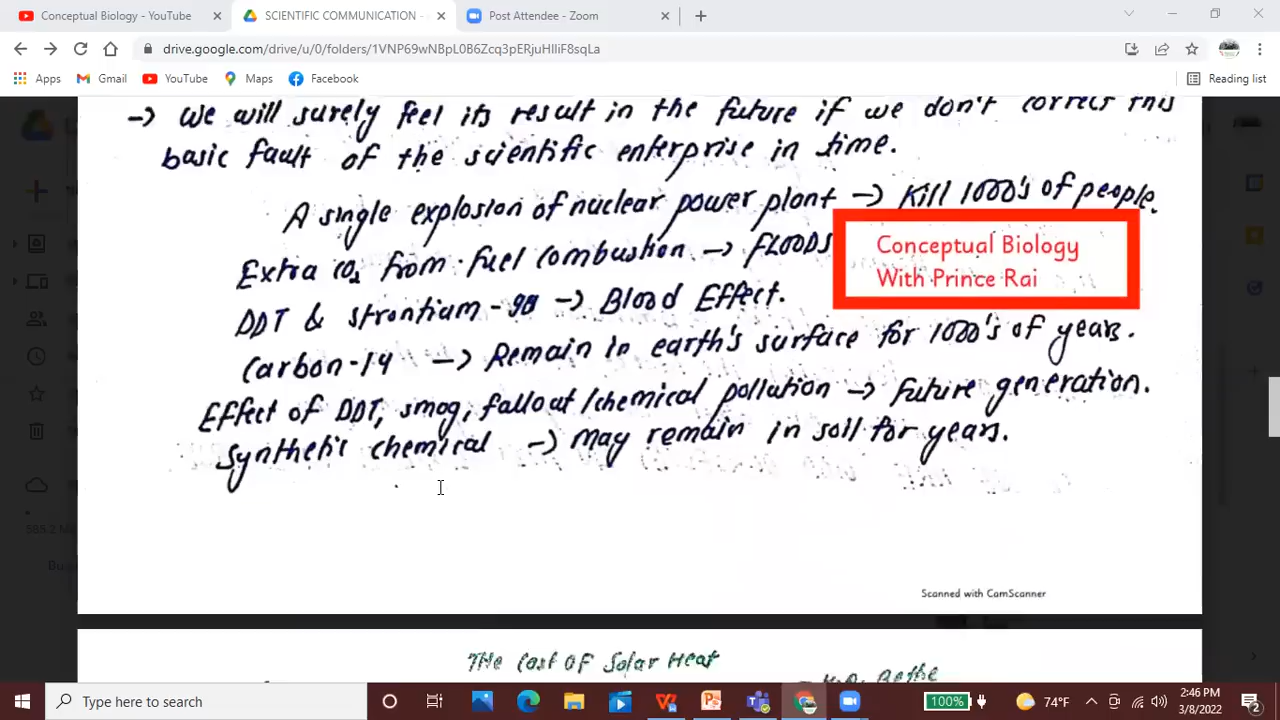 Conceptual Biology - YouTube
SCIENTIFIC COMMUNICATION -
Post Attendee - Zoom
drive.google.com/drive/u/0/folders/1VNP69wNBpL0B6Zcq3pERjuHIliF8sqLa
Apps Gmail YouTube Maps Facebook Reading list
-> We will surely feel its result in the future if we don't correct this
basic fault of the scientific enterprise in time.
A single explosion of nuclear power plant -> Kill 1000's of people.
Extra CO2 from fuel combustion -> FLOODS
Conceptual Biology
With Prince Rai
DDT & strontium-90 -> Blood Effect.
Carbon-14 -> Remain in earth's surface for 1000's of years.
Effect of DDT, smog, fallout/chemical pollution -> future generation.
Synthetic chemical -> may remain in soil for years.
Scanned with CamScanner
THE Cost OF Solar Heat
Bethe
Type here to search
100%
74°F
2:46 PM
3/8/2022
2